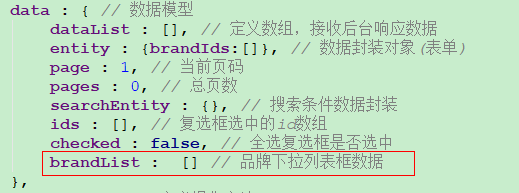 data : { // 数据模型
dataList : [], // 定义数组，接收后台响应数据
entity : {brandIds:[]}, // 数据封装对象(表单)
page : 1, // 当前页码
pages : 0, // 总页数
searchEntity : {}, // 搜索条件数据封装
ids : [], // 复选框选中的id数组
checked : false, // 全选复选框是否选中
brandList : [] // 品牌下拉列表框数据
},